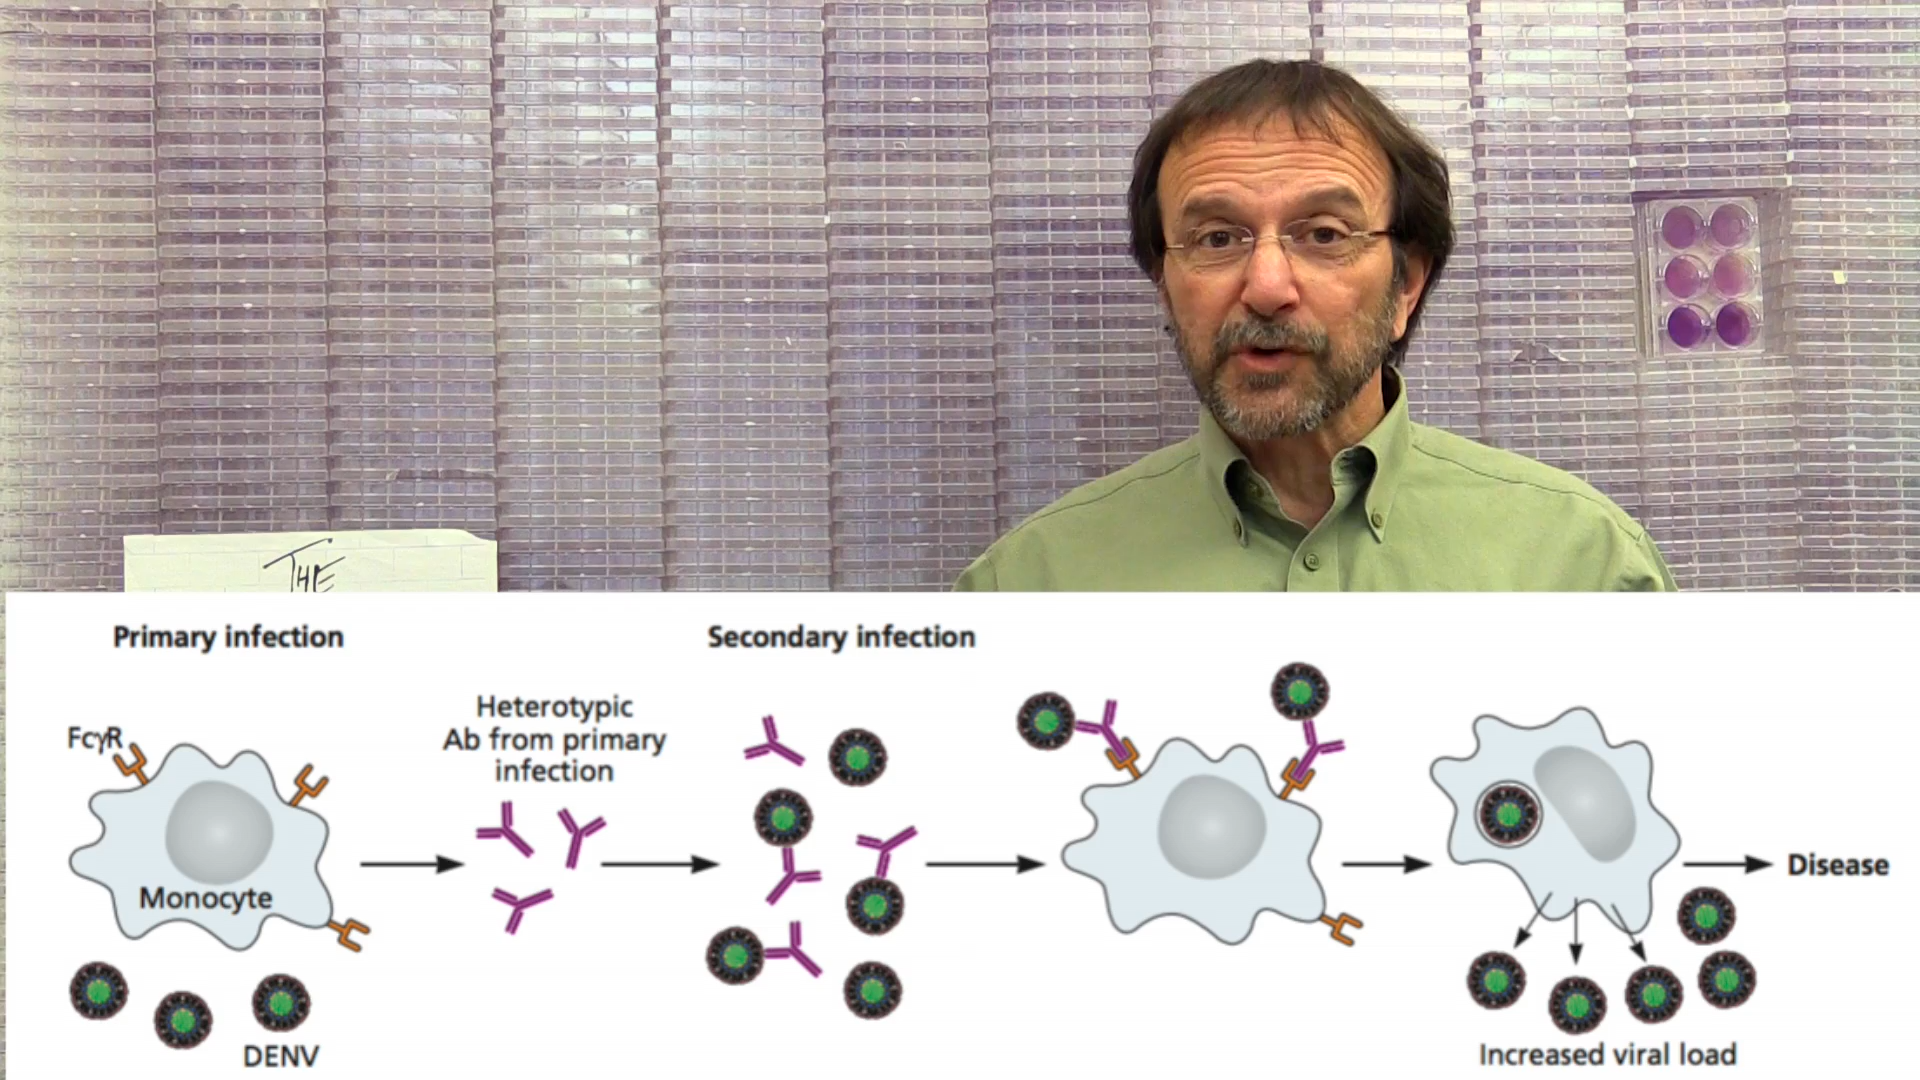 THE
Primary infection
Secondary infection
FcγR
Heterotypic
Ab from primary
infection
Monocyte
DENV
Disease
Increased viral load